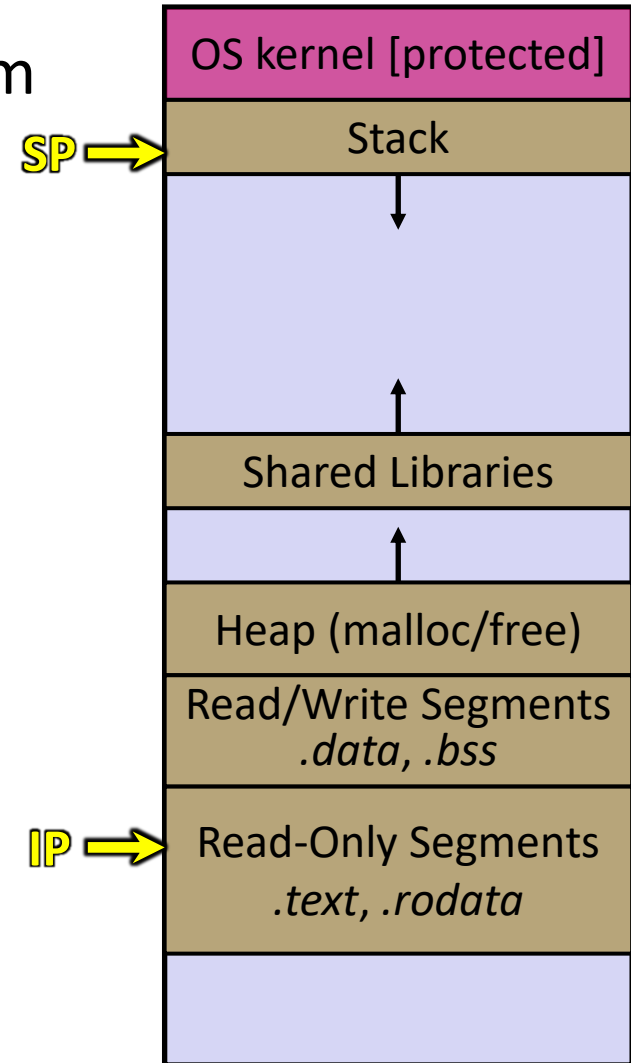 m
OS kernel [protected]
SP
Stack
Shared Libraries
Heap (malloc/free)
Read/Write Segments
.data, .bss
IP
Read-Only Segments
.text, .rodata